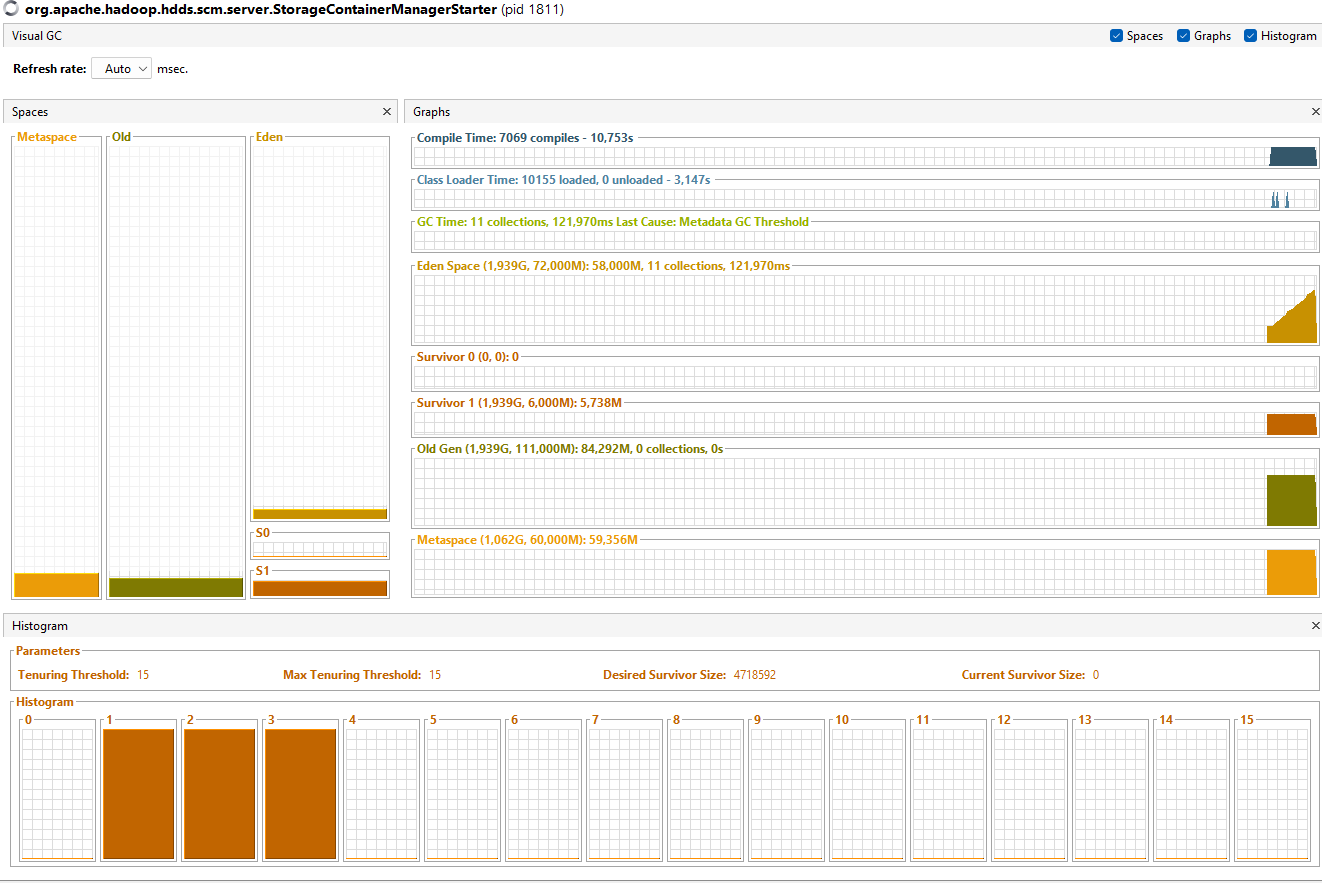 org.apache.hadoop.hdds.scm.server.StorageContainerManagerStarter (pid 1811)
Visual GC
Spaces Graphs Histogram
Refresh rate: Auto msec.
Spaces
Graphs
Metaspace Old Eden
S0
S1
Compile Time: 7069 compiles - 10,753s
Class Loader Time: 10155 loaded, 0 unloaded - 3,147s
GC Time: 11 collections, 121,970ms Last Cause: Metadata GC Threshold
Eden Space (1,939G, 72,000M): 58,000M, 11 collections, 121,970ms
Survivor 0 (0, 0): 0
Survivor 1 (1,939G, 6,000M): 5,738M
Old Gen (1,939G, 111,000M): 84,292M, 0 collections, 0s
Metaspace (1,062G, 60,000M): 59,356M
Histogram
Parameters
Tenuring Threshold: 15 Max Tenuring Threshold: 15 Desired Survivor Size: 4718592 Current Survivor Size: 0
Histogram
0 1 2 3 4 5 6 7 8 9 10 11 12 13 14 15